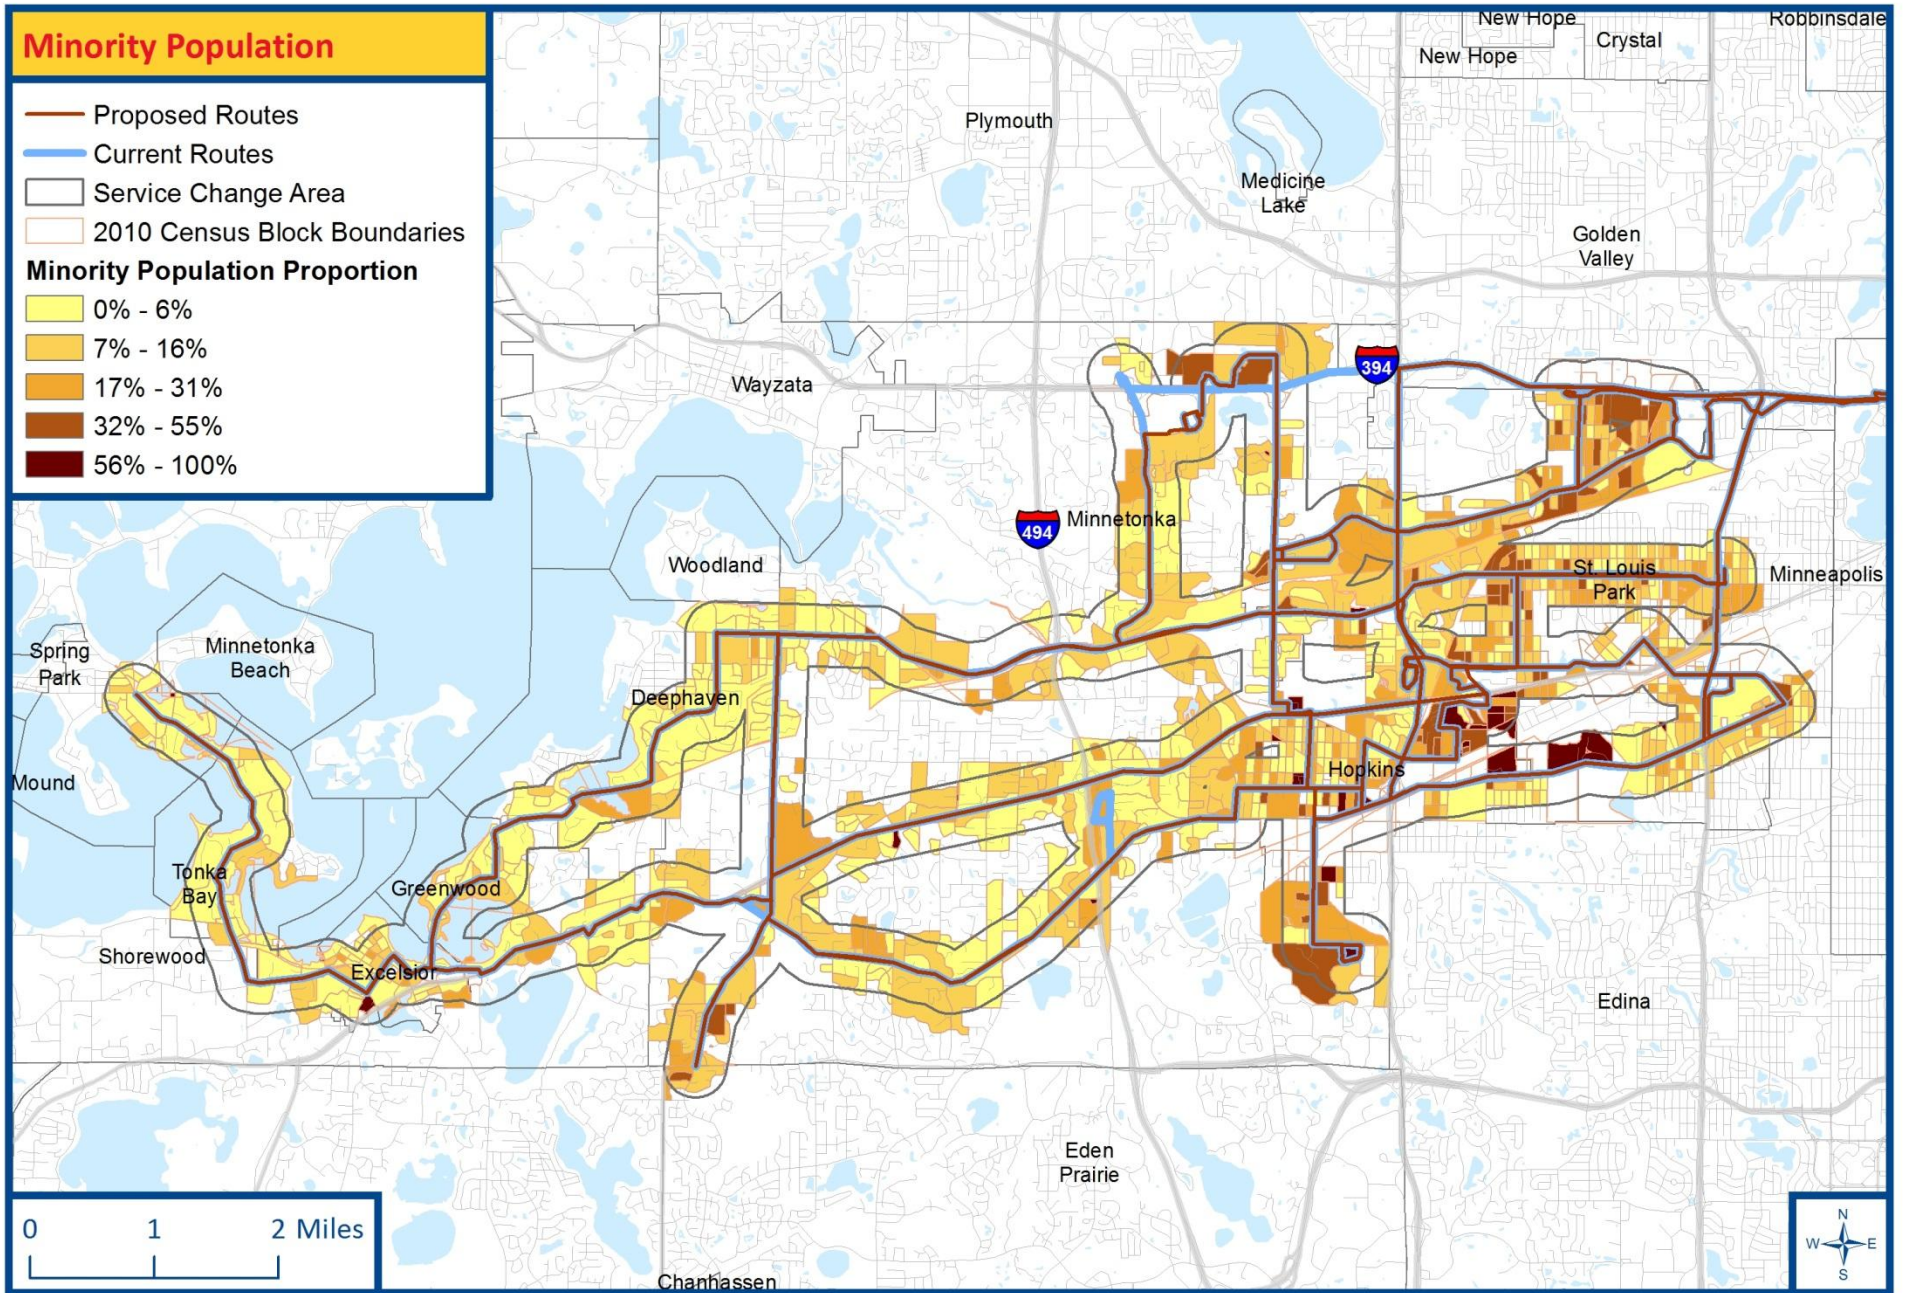 Minority Population
Proposed Routes
Current Routes
Service Change Area
2010 Census Block Boundaries
Minority Population Proportion
0% - 6%
7% - 16%
17% - 31%
32% - 55%
56% - 100%
New Hope
Robbinsdale
Crystal
New Hope
Plymouth
Medicine
Lake
Golden
Valley
394
Wayzata
494
Minnetonka
Woodland
St. Louis
Park
Minneapolis
Spring
Park
Minnetonka
Beach
Deephaven
Mound
Hopkins
Tonka
Bay
Greenwood
Shorewood
Excelsior
Edina
Eden
Prairie
Chanhassen
0 1 2 Miles
N
W E
S